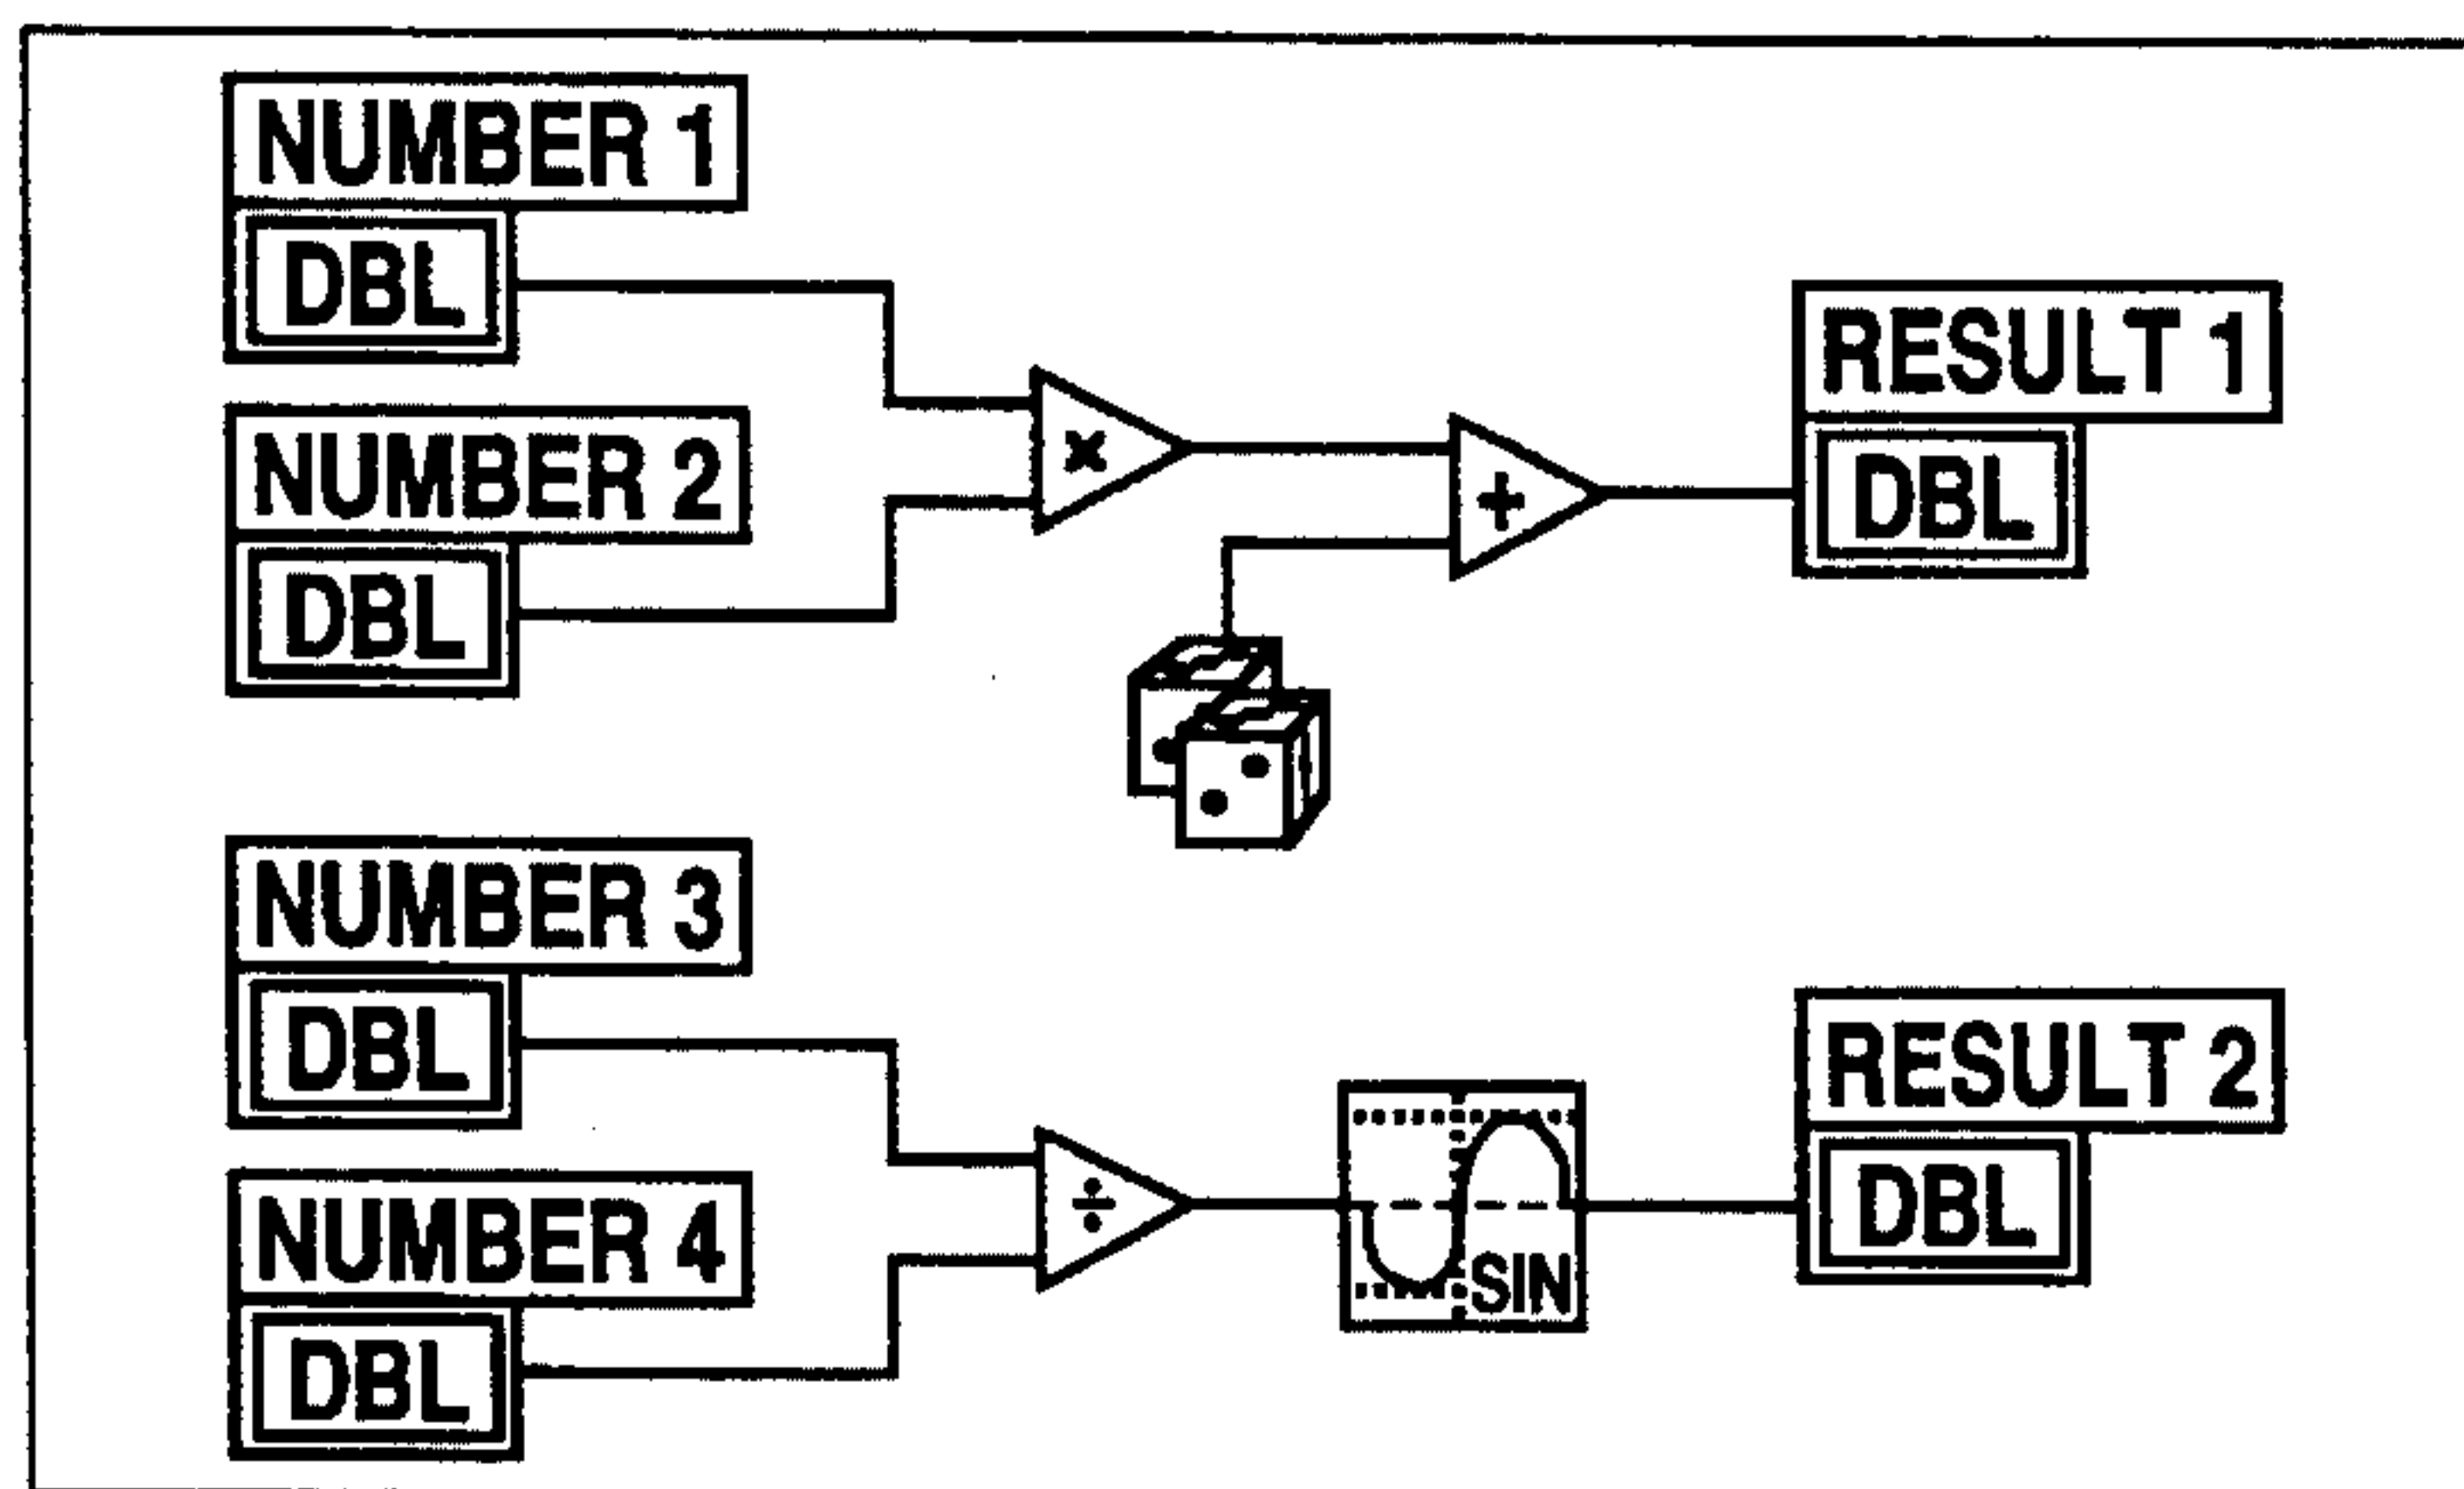 NUMBER 1
DBL
NUMBER 2
DBL
×
+
RESULT 1
DBL
NUMBER 3
DBL
NUMBER 4
DBL
÷
SIN
RESULT 2
DBL